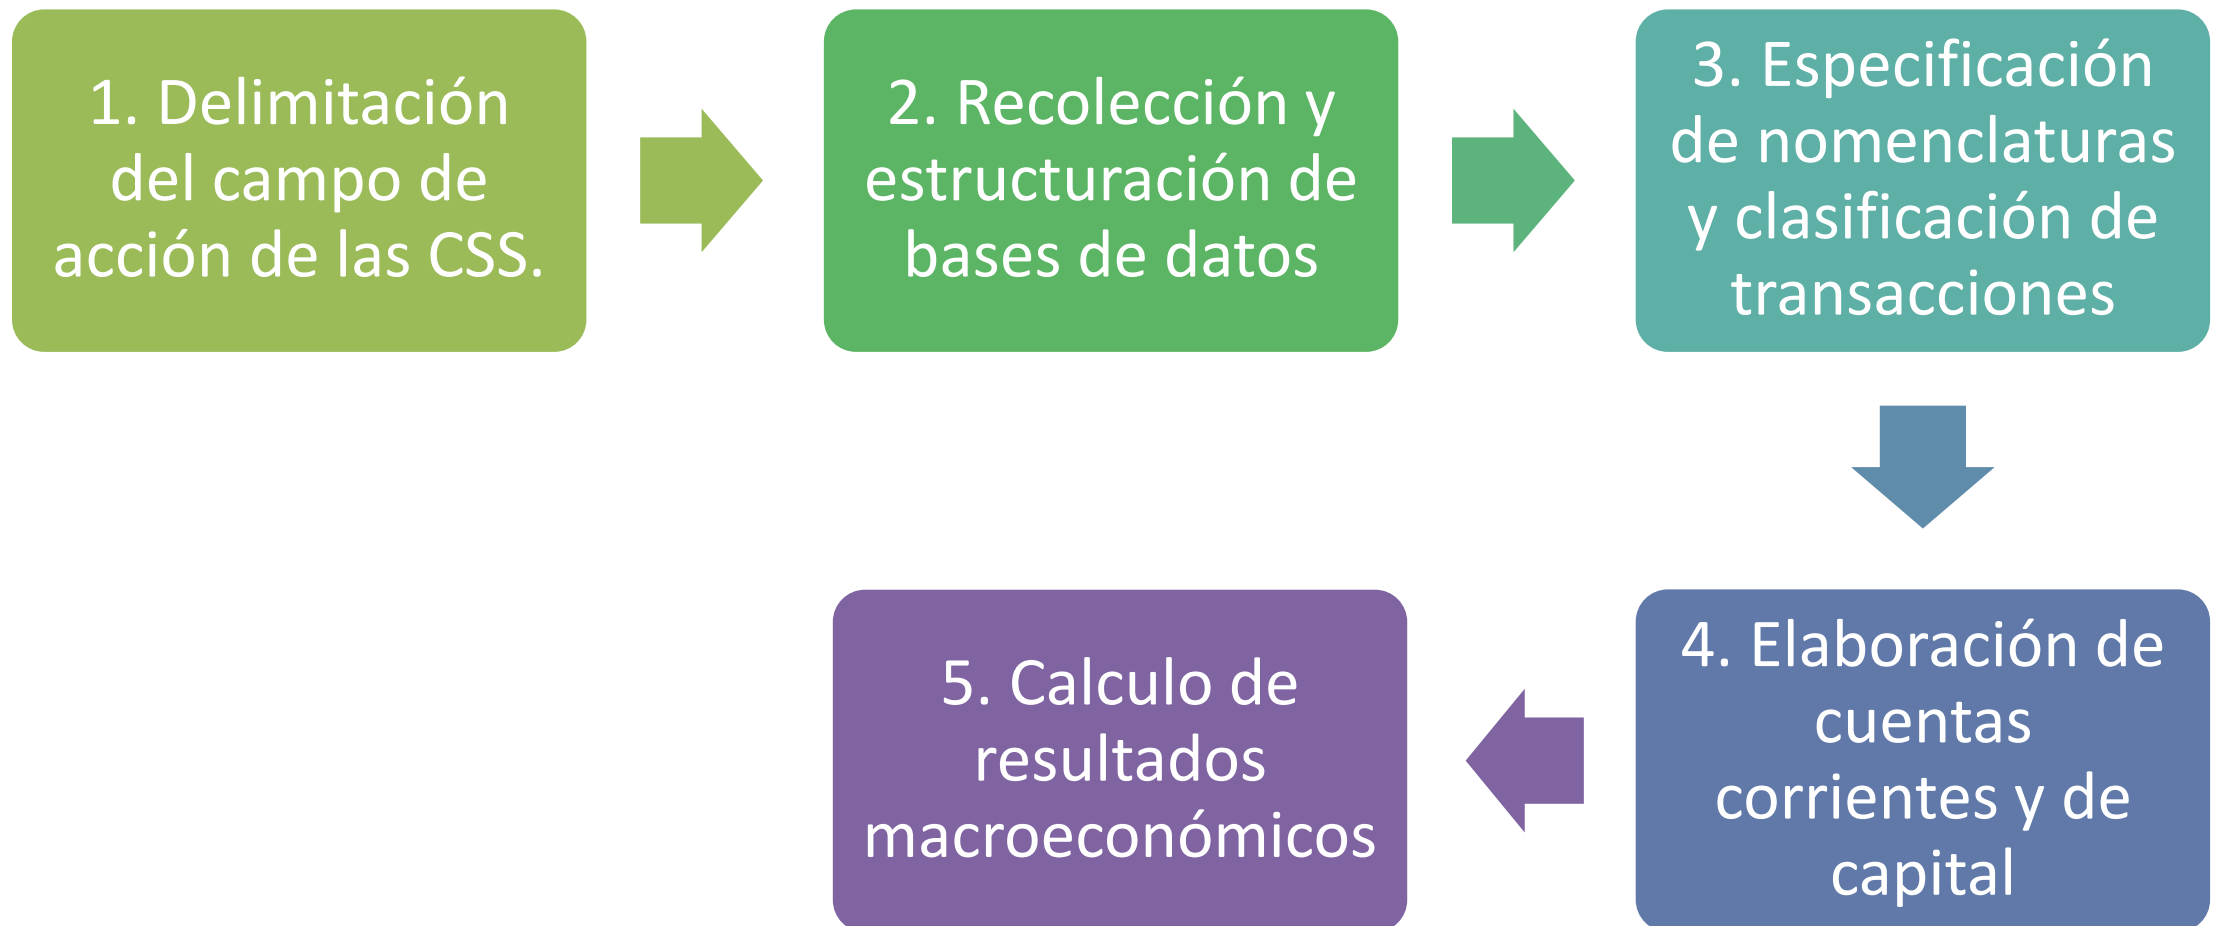 1. Delimitación
del campo de
acción de las CSS.
2. Recolección y
estructuración de
bases de datos
3. Especificación
de nomenclaturas
y clasificación de
transacciones
4. Elaboración de
cuentas
corrientes y de
capital
5. Calculo de
resultados
macroeconómicos